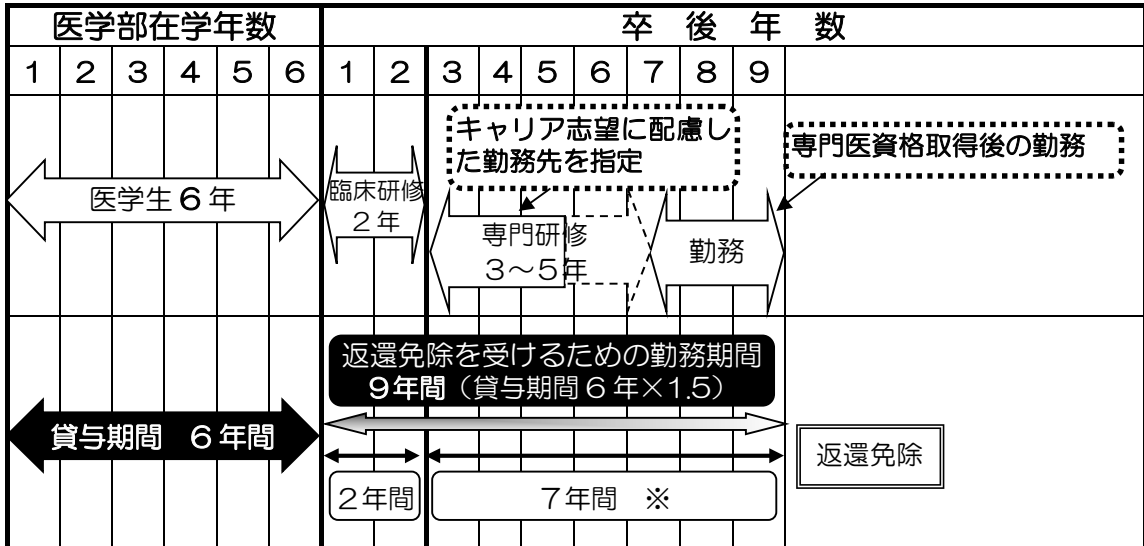 医学部在学年数
卒後年数
1 2 3 4 5 6 1 2 3 4 5 6 7 8 9
キャリア志望に配慮し
た勤務先を指定
専門医資格取得後の勤務
医学生6年
臨床研修
2年
専門研修
3~5年
勤務
返還免除を受けるための勤務期間
9年間(貸与期間6年×1.5)
貸与期間 6年間
返還免除
2年間
7年間 ※